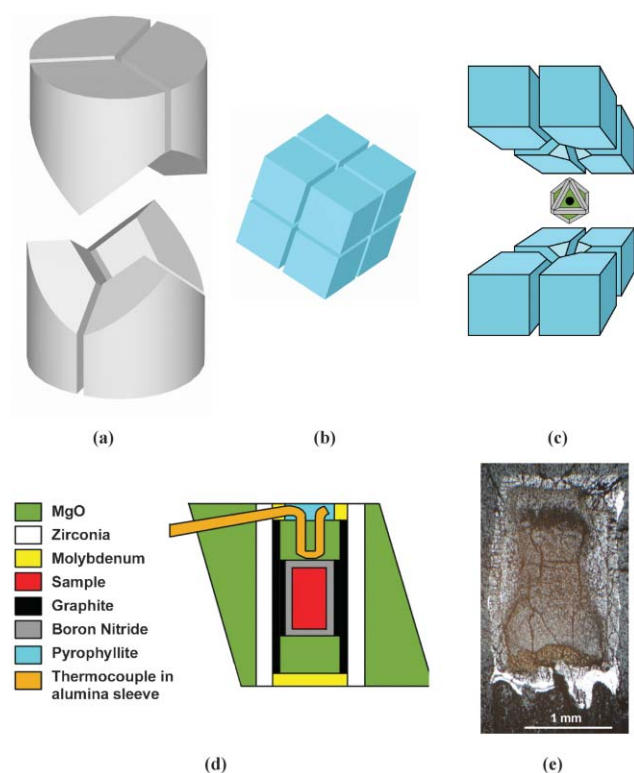 (a)
(b)
(c)
MgO
Zirconia
Molybdenum
Sample
Graphite
Boron Nitride
Pyrophyllite
Thermocouple in
alumina sleeve
1 mm
(d)
(e)